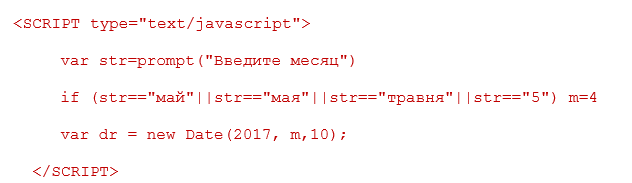 <SCRIPT type="text/javascript">
var str=prompt("Введите месяц")
if (str=="май"||str=="мая"||str=="травня"||str=="5") m=4
var dr = new Date(2017, m,10);
</SCRIPT>